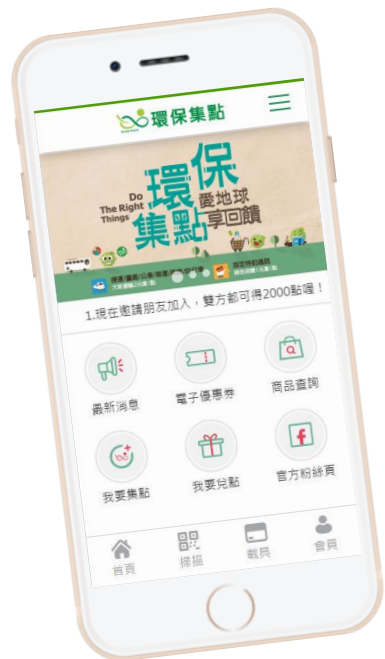 環保集點
Do
The Right
Things
環保
集點
愛地球
享回饋
1.現在邀請朋友加入，雙方都可得2000點喔！
最新消息
電子優惠券
商品查詢
我要集點
我要兌點
官方粉絲頁
首頁
掃描
載具
會員